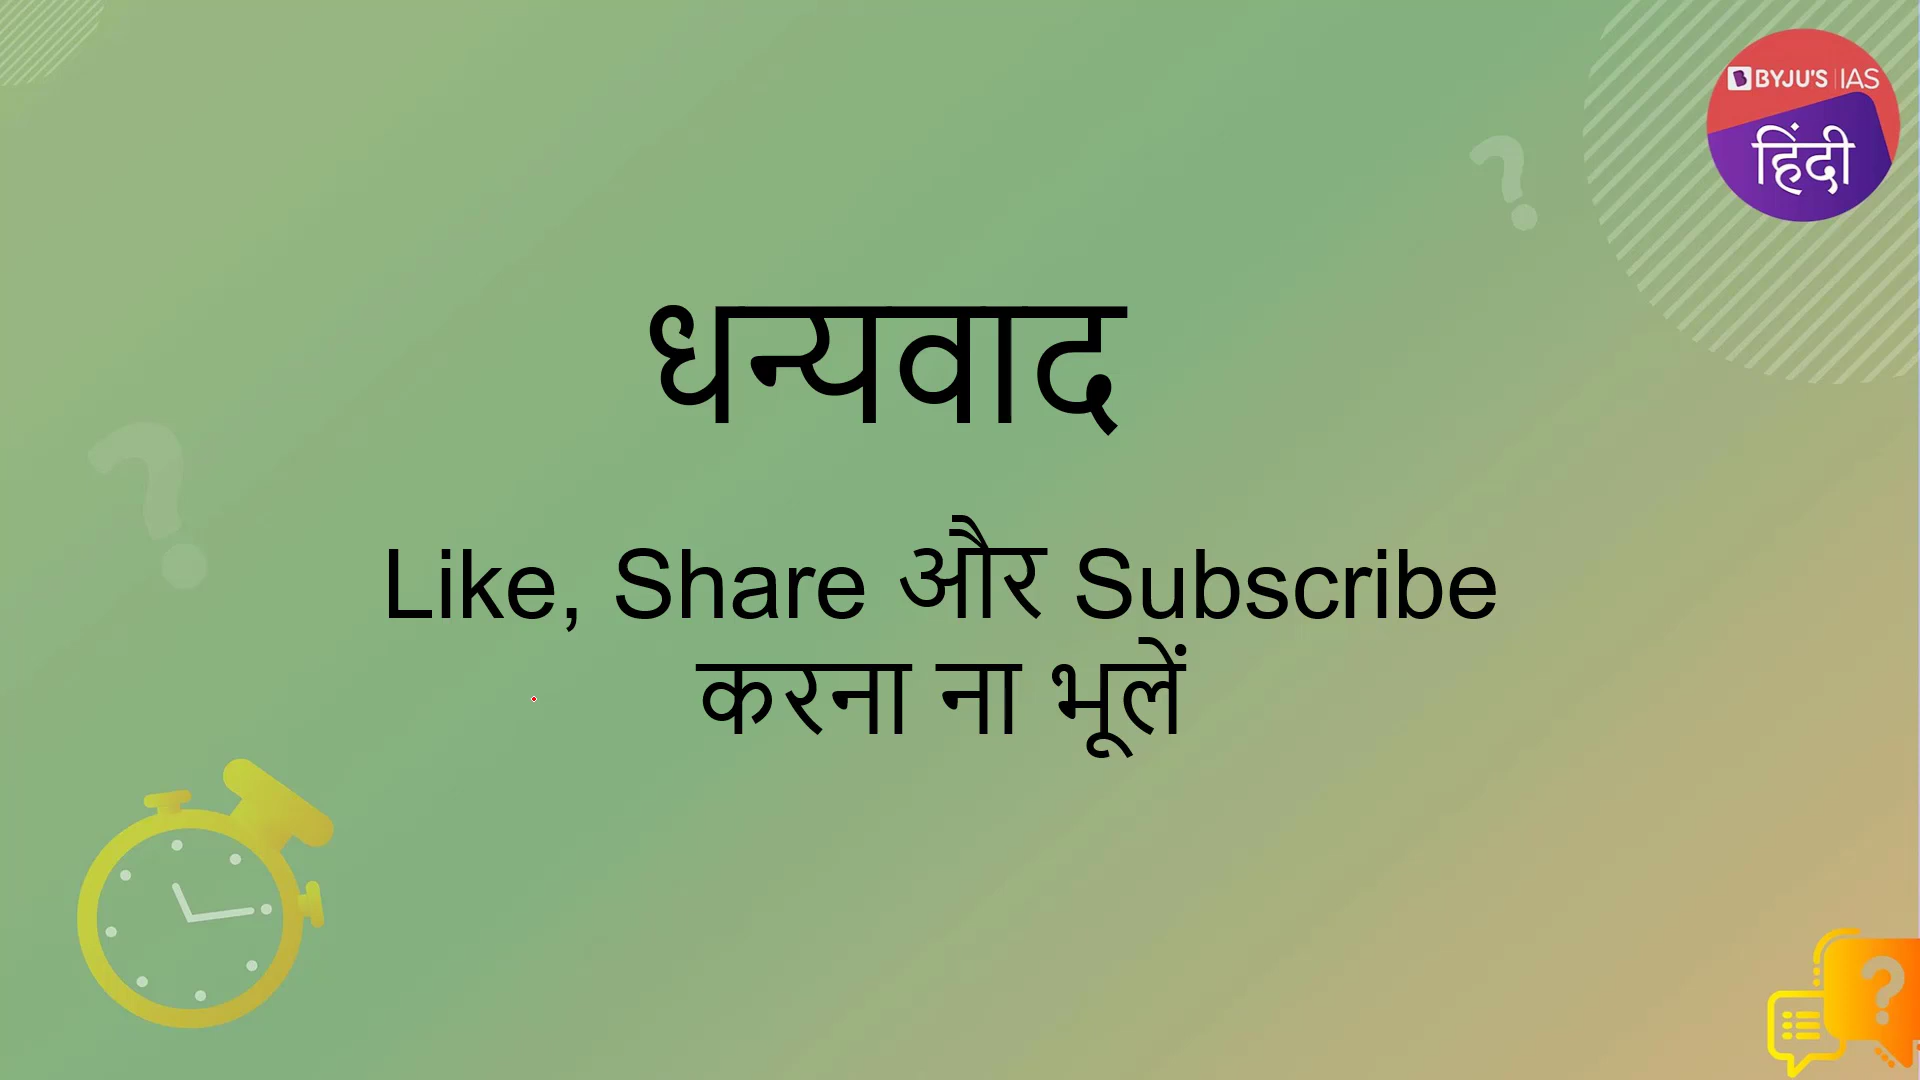 BYJU'S IAS
हिंदी
धन्यवाद
Like, Share और Subscribe
करना ना भूलें